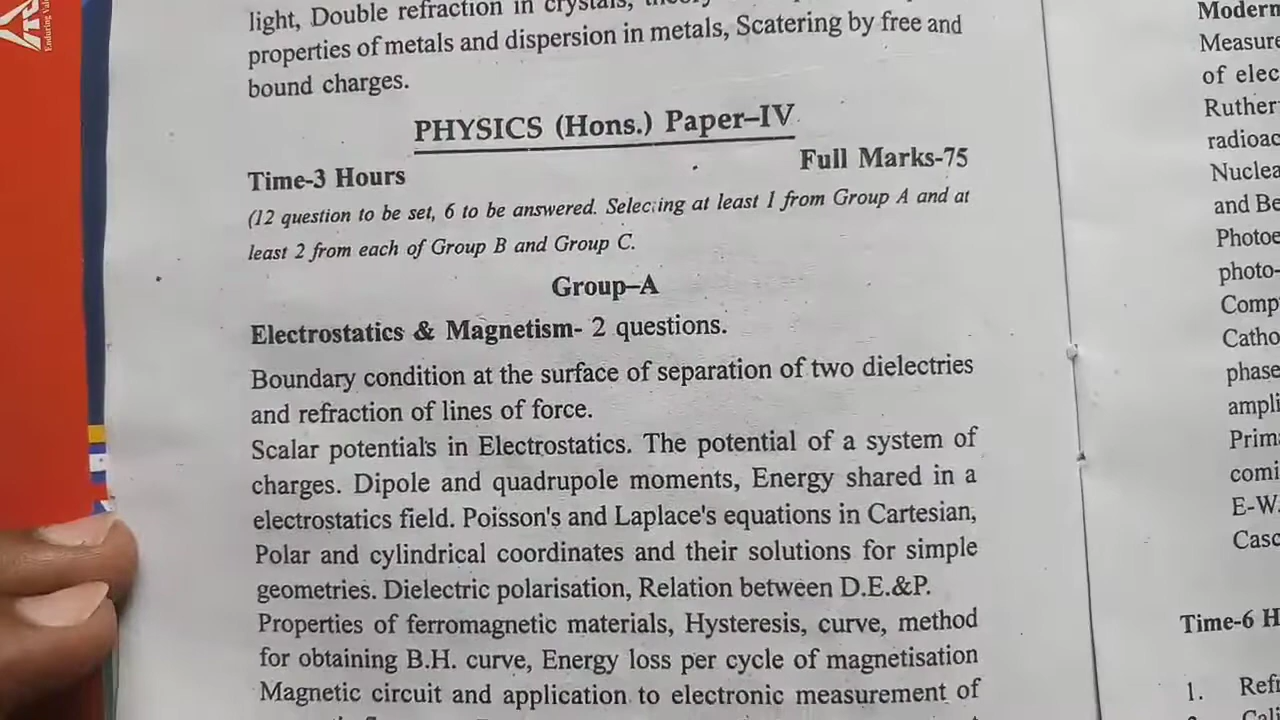 light, Double refraction in crystals,
properties of metals and dispersion in metals, Scatering by free and
bound charges.
PHYSICS (Hons.) Paper–IV
Time-3 Hours
Full Marks-75
(12 question to be set, 6 to be answered. Selecting at least 1 from Group A and at
least 2 from each of Group B and Group C.
Group–A
Electrostatics & Magnetism- 2 questions.
Boundary condition at the surface of separation of two dielectries
and refraction of lines of force.
Scalar potentials in Electrostatics. The potential of a system of
charges. Dipole and quadrupole moments, Energy shared in a
electrostatics field. Poisson's and Laplace's equations in Cartesian,
Polar and cylindrical coordinates and their solutions for simple
geometries. Dielectric polarisation, Relation between D.E.&P.
Properties of ferromagnetic materials, Hysteresis, curve, method
for obtaining B.H. curve, Energy loss per cycle of magnetisation
Magnetic circuit and application to electronic measurement of
Modern
Measure
of elec
Ruther
radioac
Nuclea
and Be
Photoe
photo-
Comp
Catho
phase
ampli
Prim
comi
E-W.
Casc
Time-6 H
1. Refr
Enduring